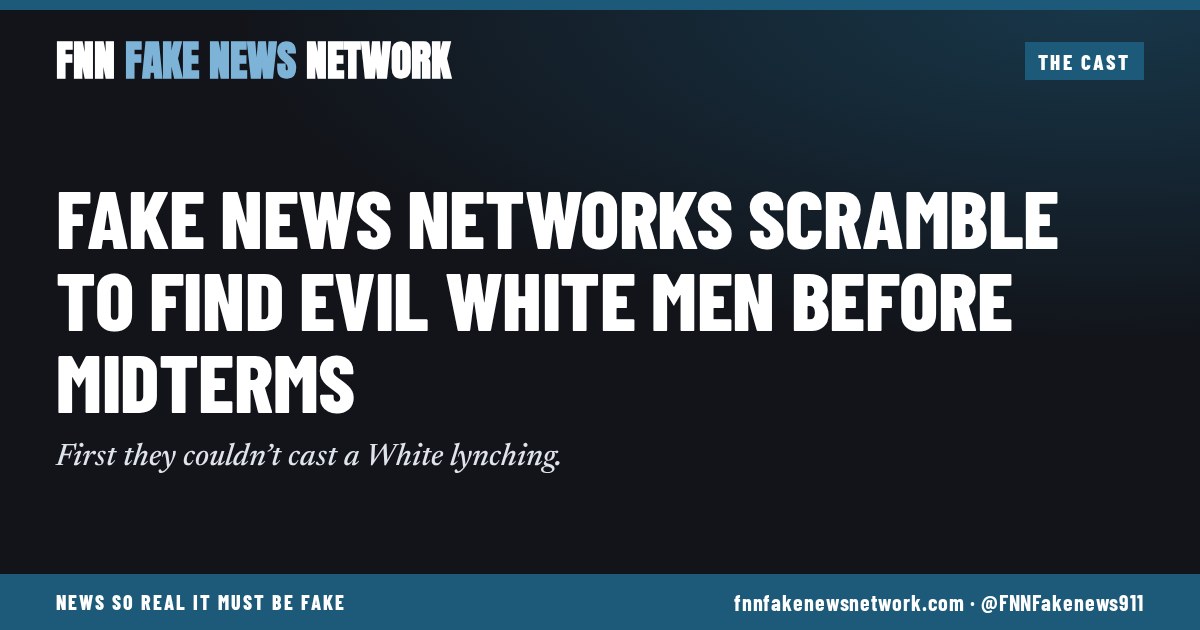 FNN FAKE NEWS NETWORK
THE CAST
FAKE NEWS NETWORKS SCRAMBLE
TO FIND EVIL WHITE MEN BEFORE
MIDTERMS
First they couldn’t cast a White lynching.
NEWS SO REAL IT MUST BE FAKE
fnnfakenewsnetwork.com · @FNNFakenews911